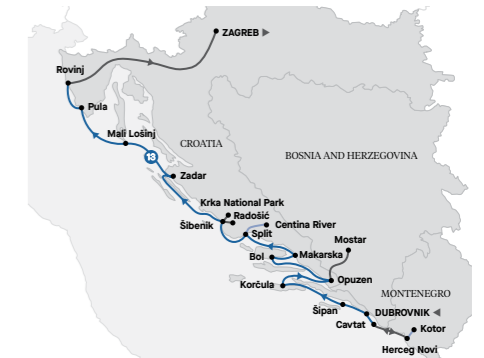 ZAGREB ▶
Rovinj
Pula
Mali Lošinj
CROATIA
BOSNIA AND HERZEGOVINA
13
Zadar
Krka National Park
Radošić
Šibenik
Centina River
Split
Mostar
Bol
Makarska
Opuzen
Korčula
MONTENEGRO
Šipan
DUBROVNIK ◀
Cavtat
Kotor
Herceg Novi